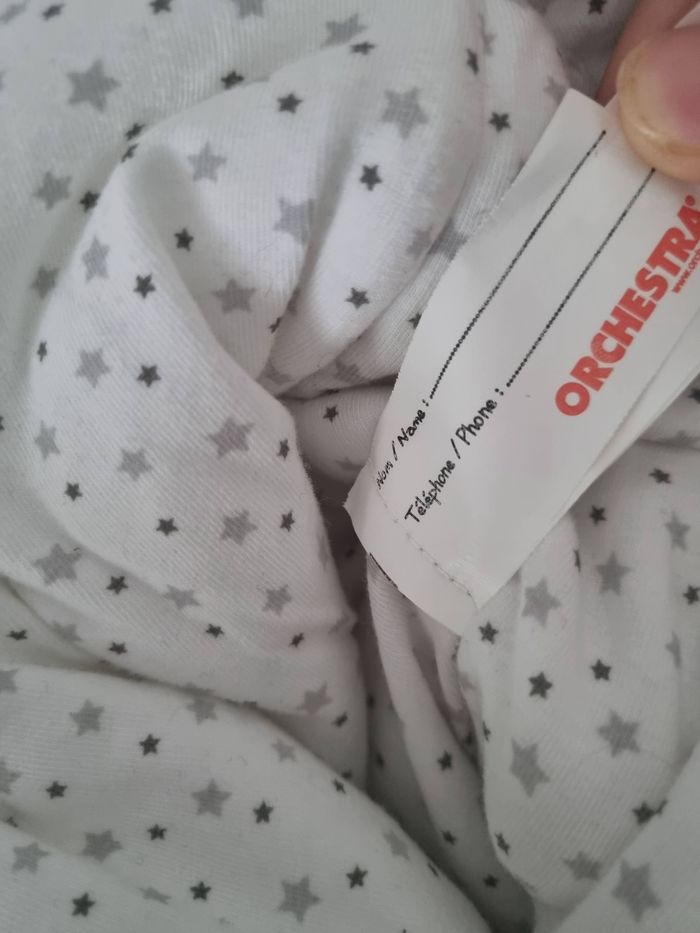 Nom / Name :
Téléphone / Phone :
ORCHESTRA